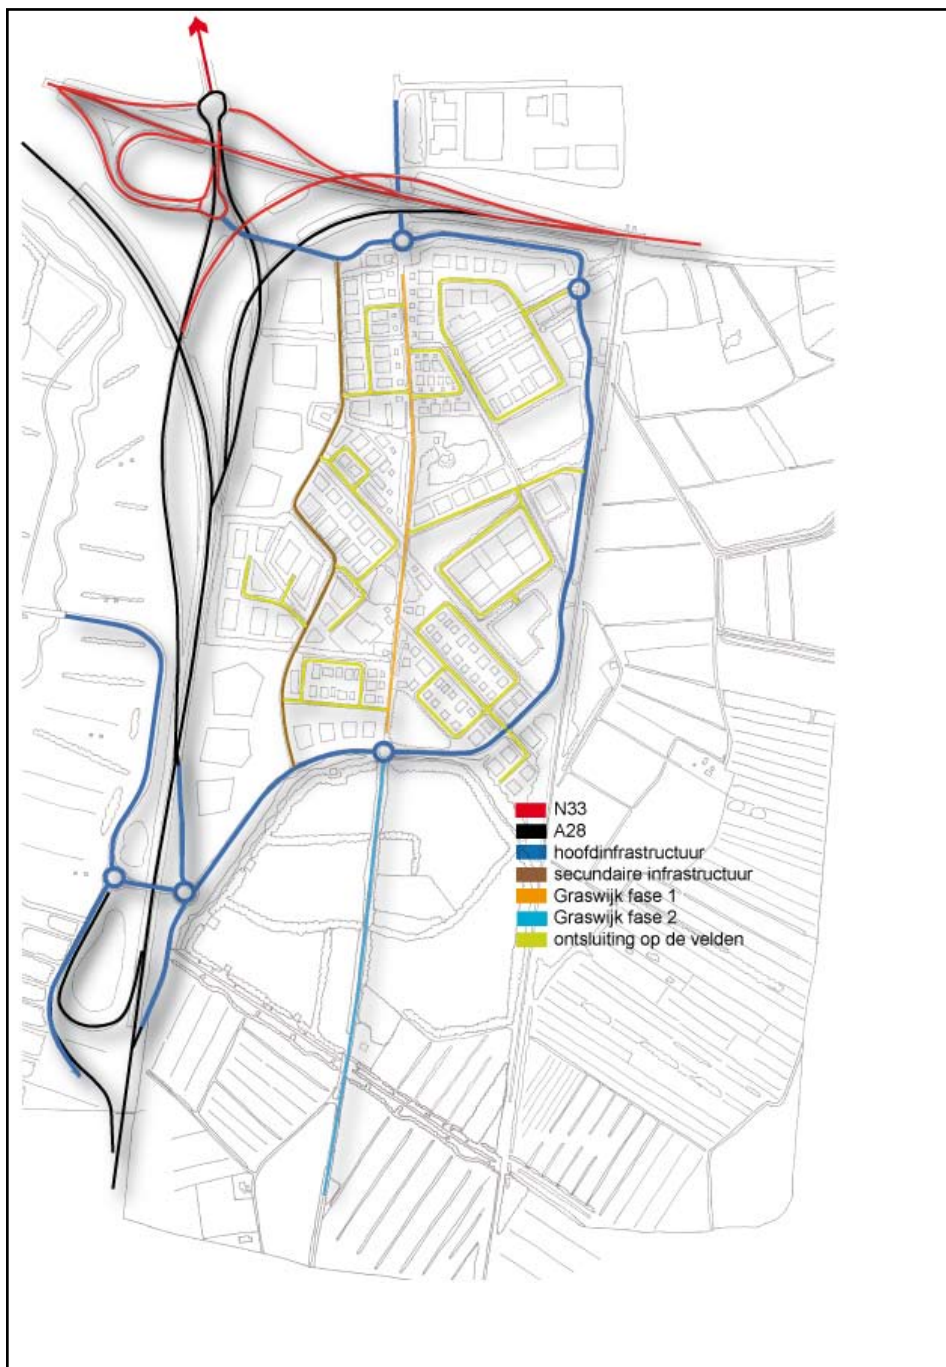 N33
A28
hoofdinfrastructuur
secundaire infrastructuur
Graswijk fase 1
Graswijk fase 2
ontsluiting op de velden